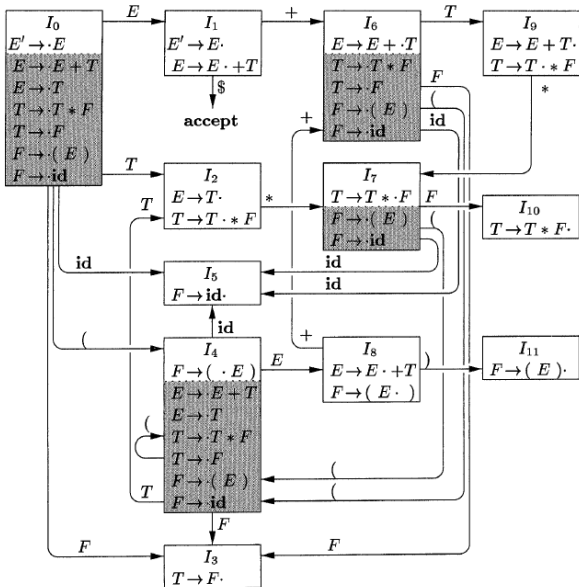 I₀
E′ → ·E
E → ·E + T
E → ·T
T → ·T * F
T → ·F
F → ·( E )
F → ·id
E
I₁
E′ → E·
E → E· + T
$
accept
+
I₆
E → E + ·T
T → ·T * F
T → ·F
F → ·( E )
F → ·id
T
I₉
E → E + T·
T → T· * F
*
F
(
id
+
T
I₂
E → T·
T → T· * F
*
I₇
T → T * ·F
F → ·( E )
F → ·id
F
(
I₁₀
T → T * F·
T
id
I₅
F → id·
id
id
id
(
I₄
F → ( ·E )
E → ·E + T
E → ·T
T → ·T * F
T → ·F
F → ·( E )
F → ·id
(
T
E
+
I₈
E → E· + T
F → ( E· )
)
I₁₁
F → ( E )·
(
(
F
F
I₃
T → F·
F